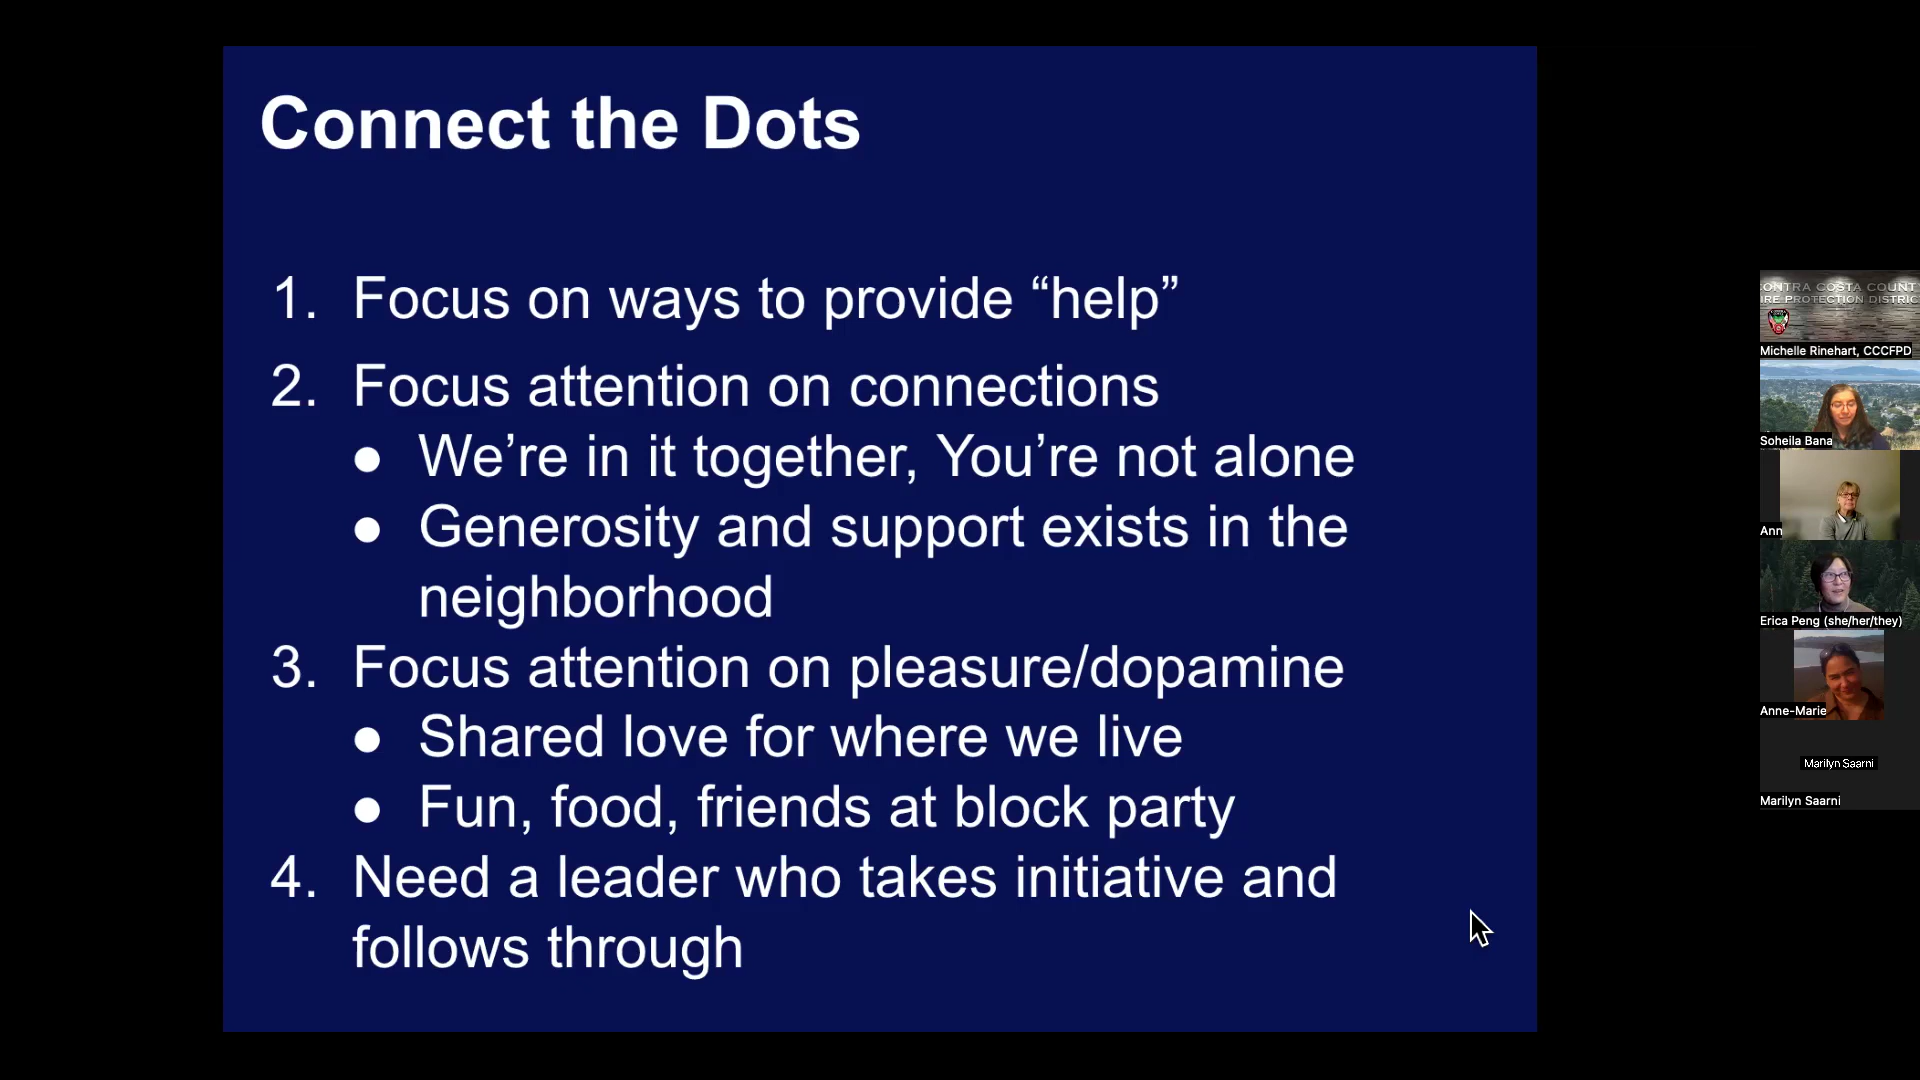 Connect the Dots
1. Focus on ways to provide “help”
2. Focus attention on connections
● We’re in it together, You’re not alone
● Generosity and support exists in the
neighborhood
3. Focus attention on pleasure/dopamine
● Shared love for where we live
● Fun, food, friends at block party
4. Need a leader who takes initiative and
follows through
ONTRA COSTA COUNT
IRE PROTECTION DISTRIC
Michelle Rinehart, CCCFPD
Soheila Bana
Ann
Erica Peng (she/her/they)
Anne-Marie
Marilyn Saarni
Marilyn Saarni